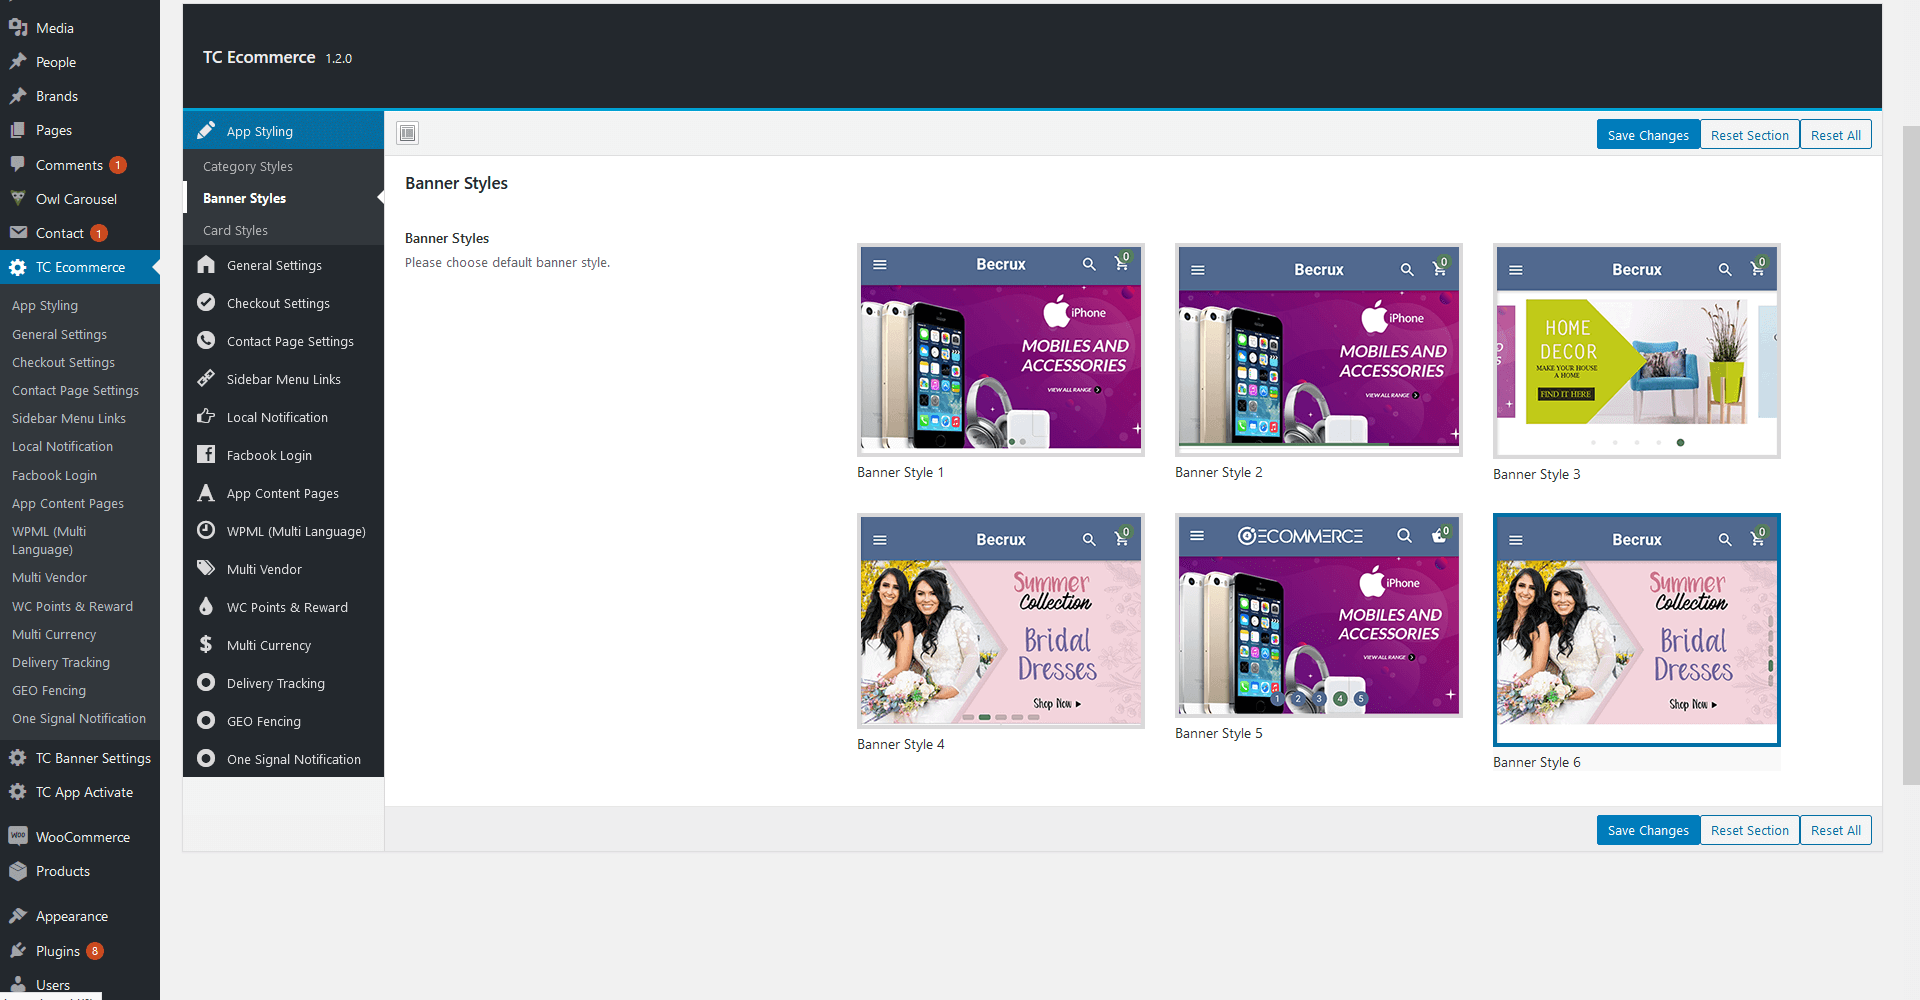 Media
People
Brands
Pages
Comments 1
Owl Carousel
Contact 1
TC Ecommerce
App Styling
General Settings
Checkout Settings
Contact Page Settings
Sidebar Menu Links
Local Notification
Facbook Login
App Content Pages
WPML (Multi
Language)
Multi Vendor
WC Points & Reward
Multi Currency
Delivery Tracking
GEO Fencing
One Signal Notification
TC Banner Settings
TC App Activate
WooCommerce
Products
Appearance
Plugins 8
Users
TC Ecommerce 1.2.0
App Styling
Category Styles
Banner Styles
Card Styles
General Settings
Checkout Settings
Contact Page Settings
Sidebar Menu Links
Local Notification
Facbook Login
App Content Pages
WPML (Multi Language)
Multi Vendor
WC Points & Reward
Multi Currency
Delivery Tracking
GEO Fencing
One Signal Notification
Save Changes Reset Section Reset All
Banner Styles
Banner Styles
Please choose default banner style.
Becrux 0
iPhone
MOBILES AND
ACCESSORIES
VIEW ALL RANGE
Banner Style 1
Becrux 0
iPhone
MOBILES AND
ACCESSORIES
VIEW ALL RANGE
Banner Style 2
Becrux 0
HOME
DECOR
MAKE YOUR HOUSE
A HOME
FIND IT HERE
Banner Style 3
Becrux 0
Summer
Collection
Bridal
Dresses
Shop Now
Banner Style 4
ECOMMERCE 0
iPhone
MOBILES AND
ACCESSORIES
VIEW ALL RANGE
1 2 3 4 5
Banner Style 5
Becrux 0
Summer
Collection
Bridal
Dresses
Shop Now
Banner Style 6
Save Changes Reset Section Reset All